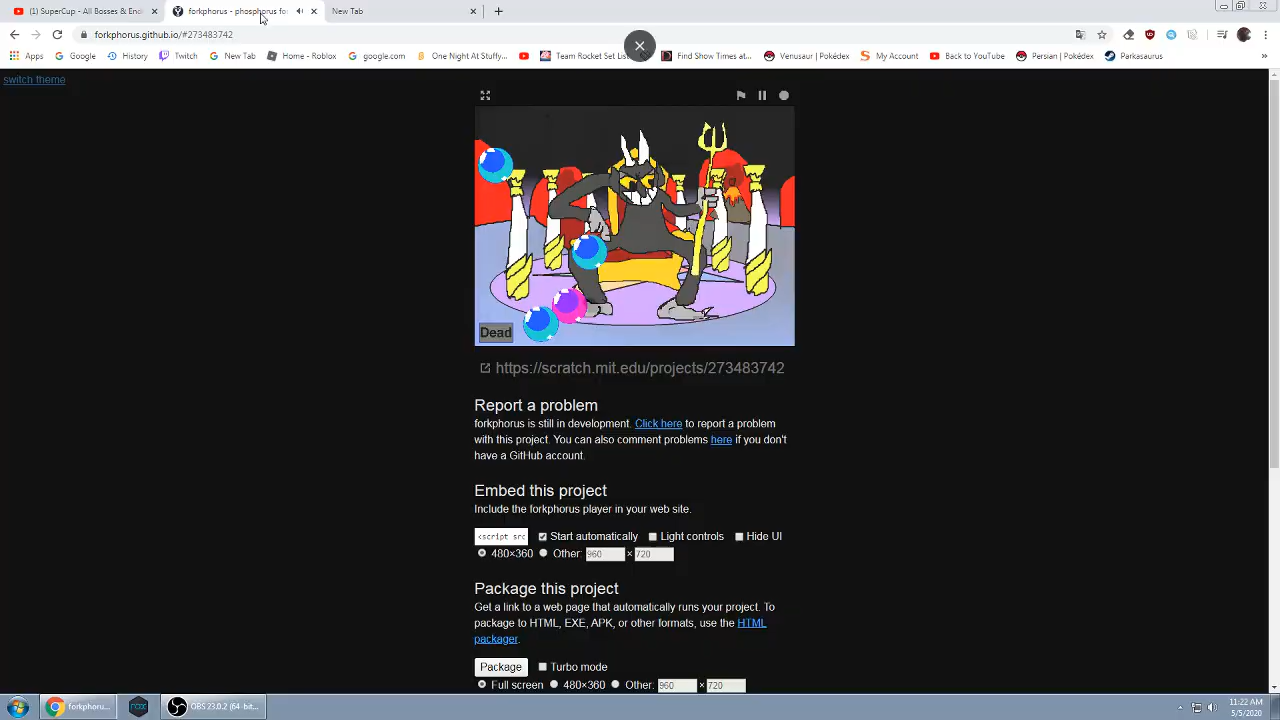 (1) SuperCup - All Bosses & End
forkphorus - phosphorus fo
New Tab
forkphorus.github.io/#273483742
Apps
Google
History
Twitch
New Tab
Home - Roblox
google.com
One Night At Stuffy...
Team Rocket Set List
Find Show Times at...
Venusaur | Pokédex
My Account
Back to YouTube
Persian | Pokédex
Parkasaurus
»
switch theme
Dead
https://scratch.mit.edu/projects/273483742
Report a problem
forkphorus is still in development. Click here to report a problem
with this project. You can also comment problems here if you don't
have a GitHub account.
Embed this project
Include the forkphorus player in your web site.
<script src
Start automatically
Light controls
Hide UI
480×360
Other:
960
×
720
Package this project
Get a link to a web page that automatically runs your project. To
package to HTML, EXE, APK, or other formats, use the HTML
packager.
Package
Turbo mode
Full screen
480×360
Other:
960
×
720
forkphoru...
OBS 23.0.2 (64-bit...
11:22 AM
5/5/2020